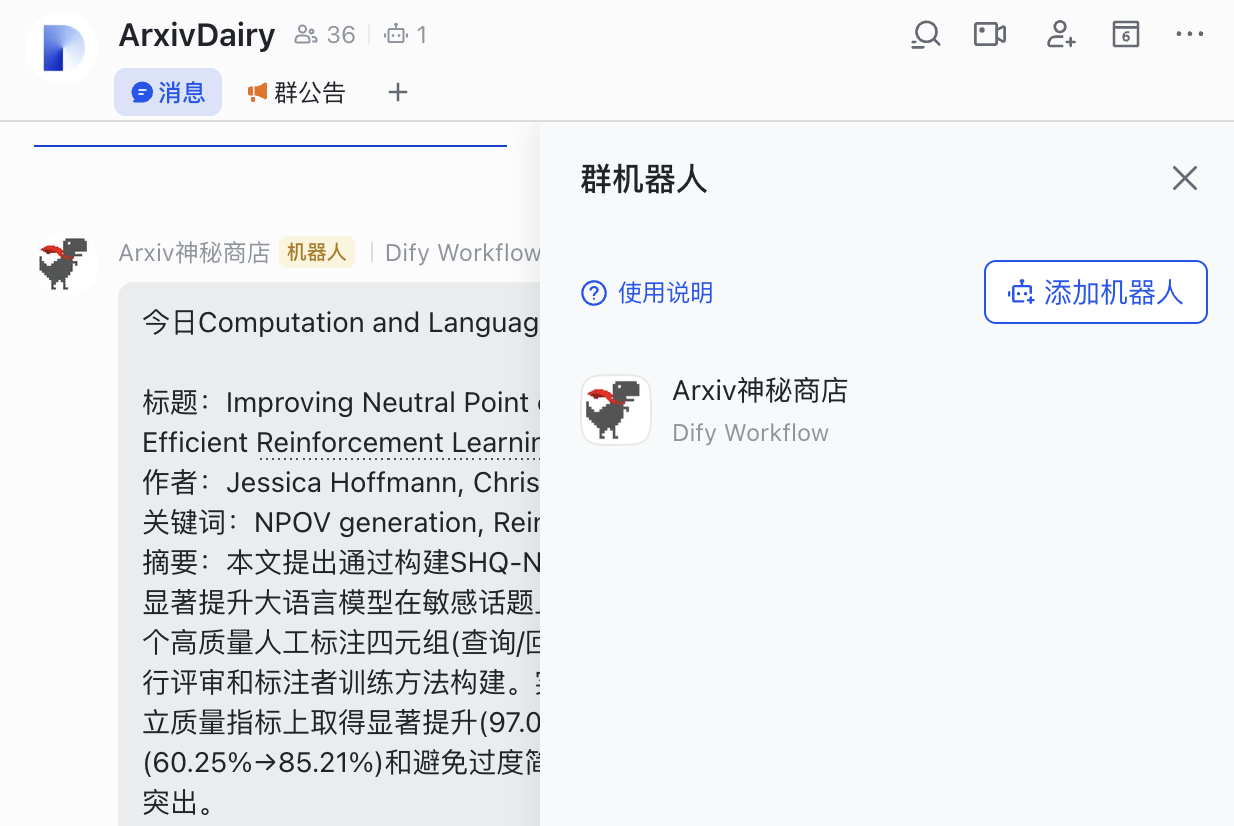 ArxivDairy 36 1
6
消息 群公告
群机器人
使用说明 添加机器人
Arxiv神秘商店
Dify Workflow
Arxiv神秘商店 机器人 Dify Workflow
今日Computation and Languag
标题：Improving Neutral Point
Efficient Reinforcement Learnin
作者：Jessica Hoffmann, Chris
关键词：NPOV generation, Rein
摘要：本文提出通过构建SHQ-N
显著提升大语言模型在敏感话题
个高质量人工标注四元组(查询/回
行评审和标注者训练方法构建。
立质量指标上取得显著提升(97.0
(60.25%→85.21%)和避免过度简
突出。